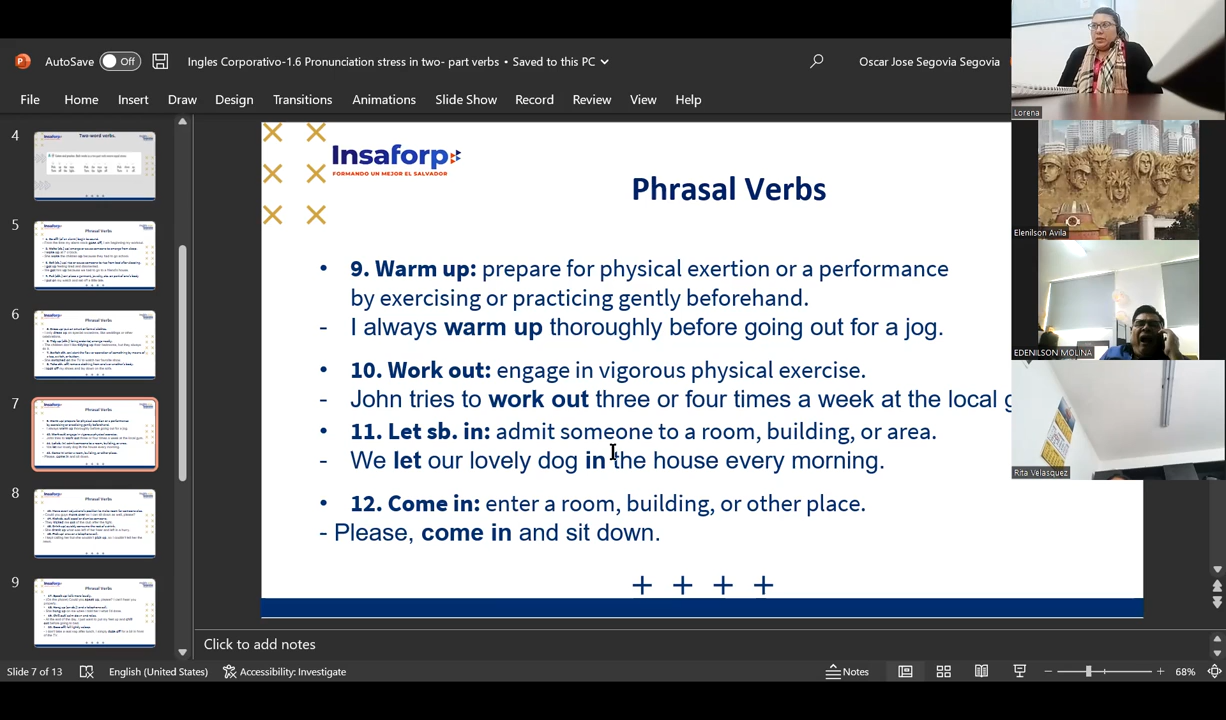 AutoSave Off Ingles Corporativo-1.6 Pronunciation stress in two- part verbs • Saved to this PC Oscar Jose Segovia Segovia
File Home Insert Draw Design Transitions Animations Slide Show Record Review View Help
4
5
6
7
8
9
Insaforp
FORMANDO UN MEJOR EL SALVADOR
Phrasal Verbs
• 9. Warm up: prepare for physical exertion or a performance
by exercising or practicing gently beforehand.
- I always warm up thoroughly before going out for a jog.
• 10. Work out: engage in vigorous physical exercise.
- John tries to work out three or four times a week at the local g
• 11. Let sb. in: admit someone to a room, building, or area.
- We let our lovely dog in the house every morning.
• 12. Come in: enter a room, building, or other place.
- Please, come in and sit down.
Click to add notes
Slide 7 of 13 English (United States) Accessibility: Investigate Notes 68%
Lorena
Elenilson Avila
EDENILSON MOLINA
Rita Velasquez